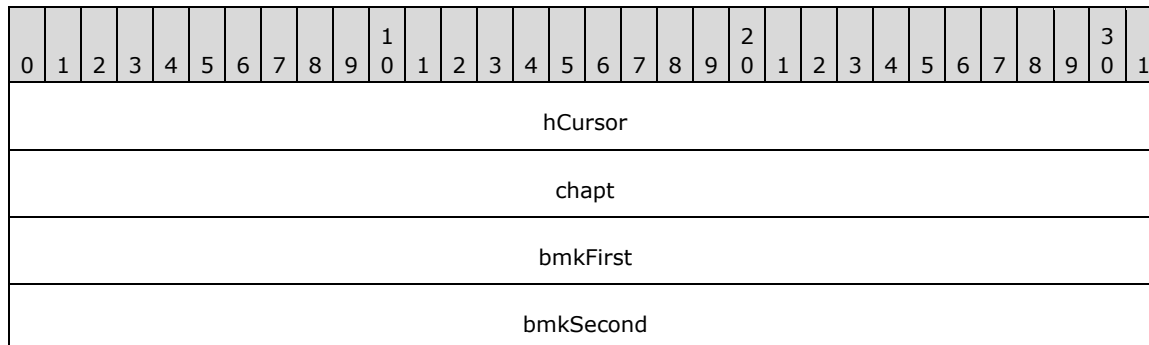 1 2 3
0 1 2 3 4 5 6 7 8 9 0 1 2 3 4 5 6 7 8 9 0 1 2 3 4 5 6 7 8 9 0 1
hCursor
chapt
bmkFirst
bmkSecond